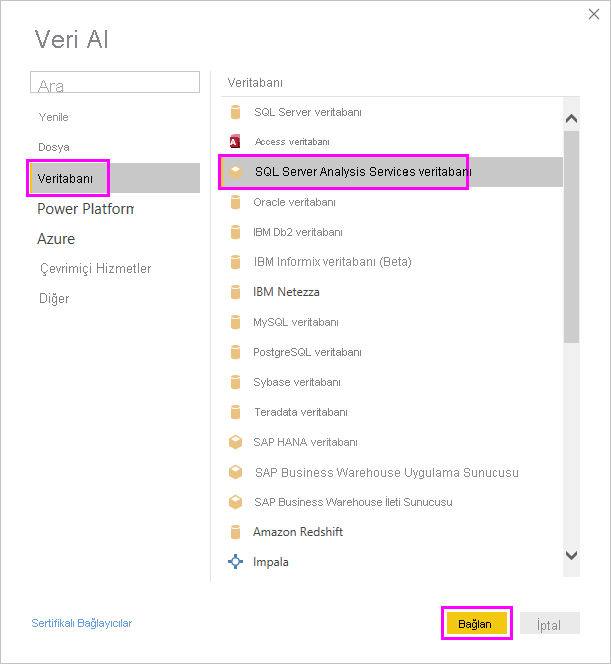 Veri Al
Ara
Yenile
Dosya
Veritabanı
Power Platform
Azure
Çevrimiçi Hizmetler
Diğer
Veritabanı
SQL Server veritabanı
Access veritabanı
SQL Server Analysis Services veritabanı
Oracle veritabanı
IBM Db2 veritabanı
IBM Informix veritabanı (Beta)
IBM Netezza
MySQL veritabanı
PostgreSQL veritabanı
Sybase veritabanı
Teradata veritabanı
SAP HANA veritabanı
SAP Business Warehouse Uygulama Sunucusu
SAP Business Warehouse İleti Sunucusu
Amazon Redshift
Impala
Sertifikalı Bağlayıcılar
Bağlan
İptal